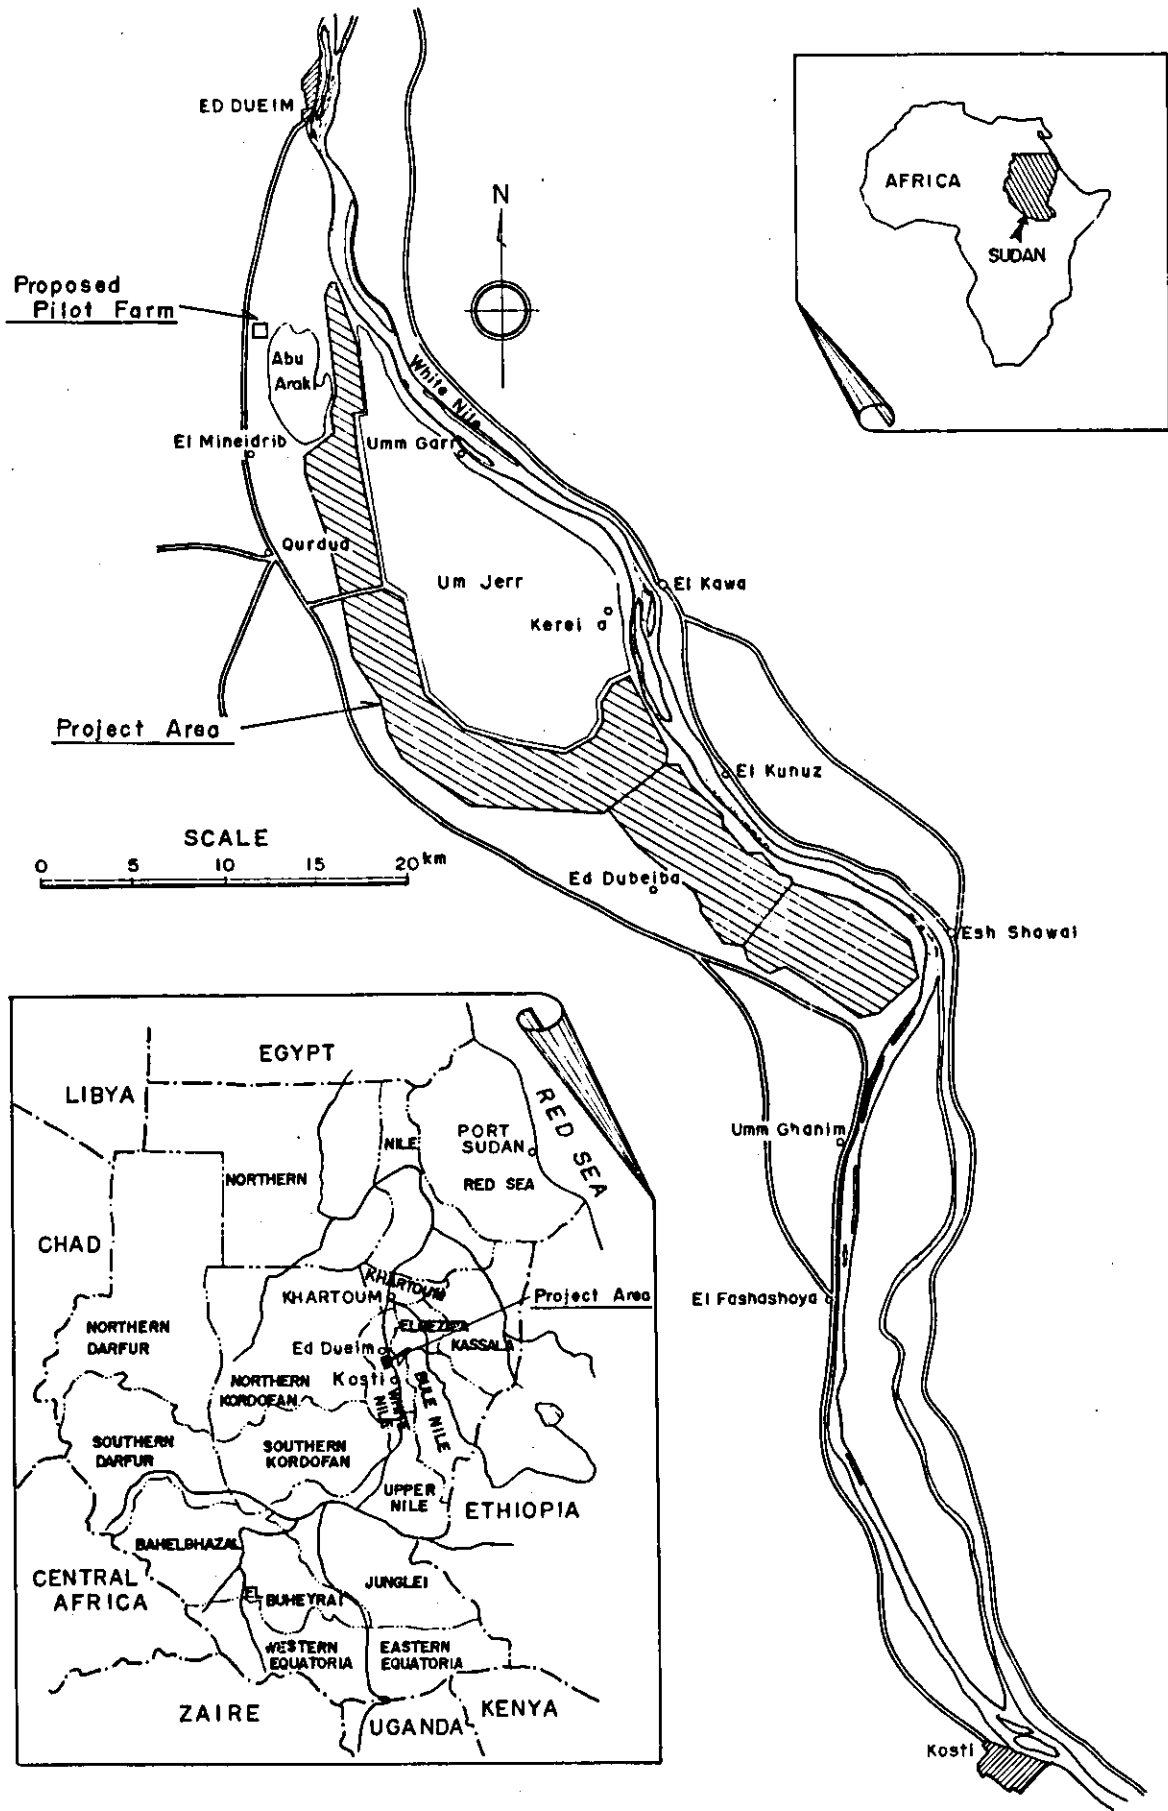 ED DUEIM
N
AFRICA
SUDAN
Proposed
Pilot Farm
Abu
Araki
White Nile
El Mineidrib
Umm Garr
Qurdud
Um Jerr
El Kawa
Kerei a
Project Area
El Kunuz
SCALE
0 5 10 15 20 km
Ed Dubeiba
Esh Shawal
Umm Ghanim
El Fashashoya
Kosti
EGYPT
LIBYA
RED SEA
NILE
PORT
SUDAN
NORTHERN
RED SEA
CHAD
KHARTOUM
KHARTOUM
Project Area
NORTHERN
DARFUR
Ed Dueim
KASSALA
Kosti
NORTHERN
KORDOFAN
WHITE
NILE
BULE NILE
SOUTHERN
DARFUR
SOUTHERN
KORDOFAN
UPPER
NILE
ETHIOPIA
BAHELGHAZAL
CENTRAL
AFRICA
EL BUHEYRAT
JUNGLEI
WESTERN
EQUATORIA
EASTERN
EQUATORIA
ZAIRE
UGANDA
KENYA